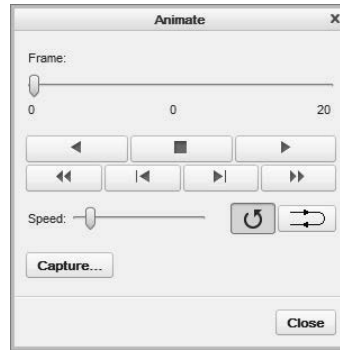 Animate x
Frame:
0 0 20
Speed:
Capture...
Close